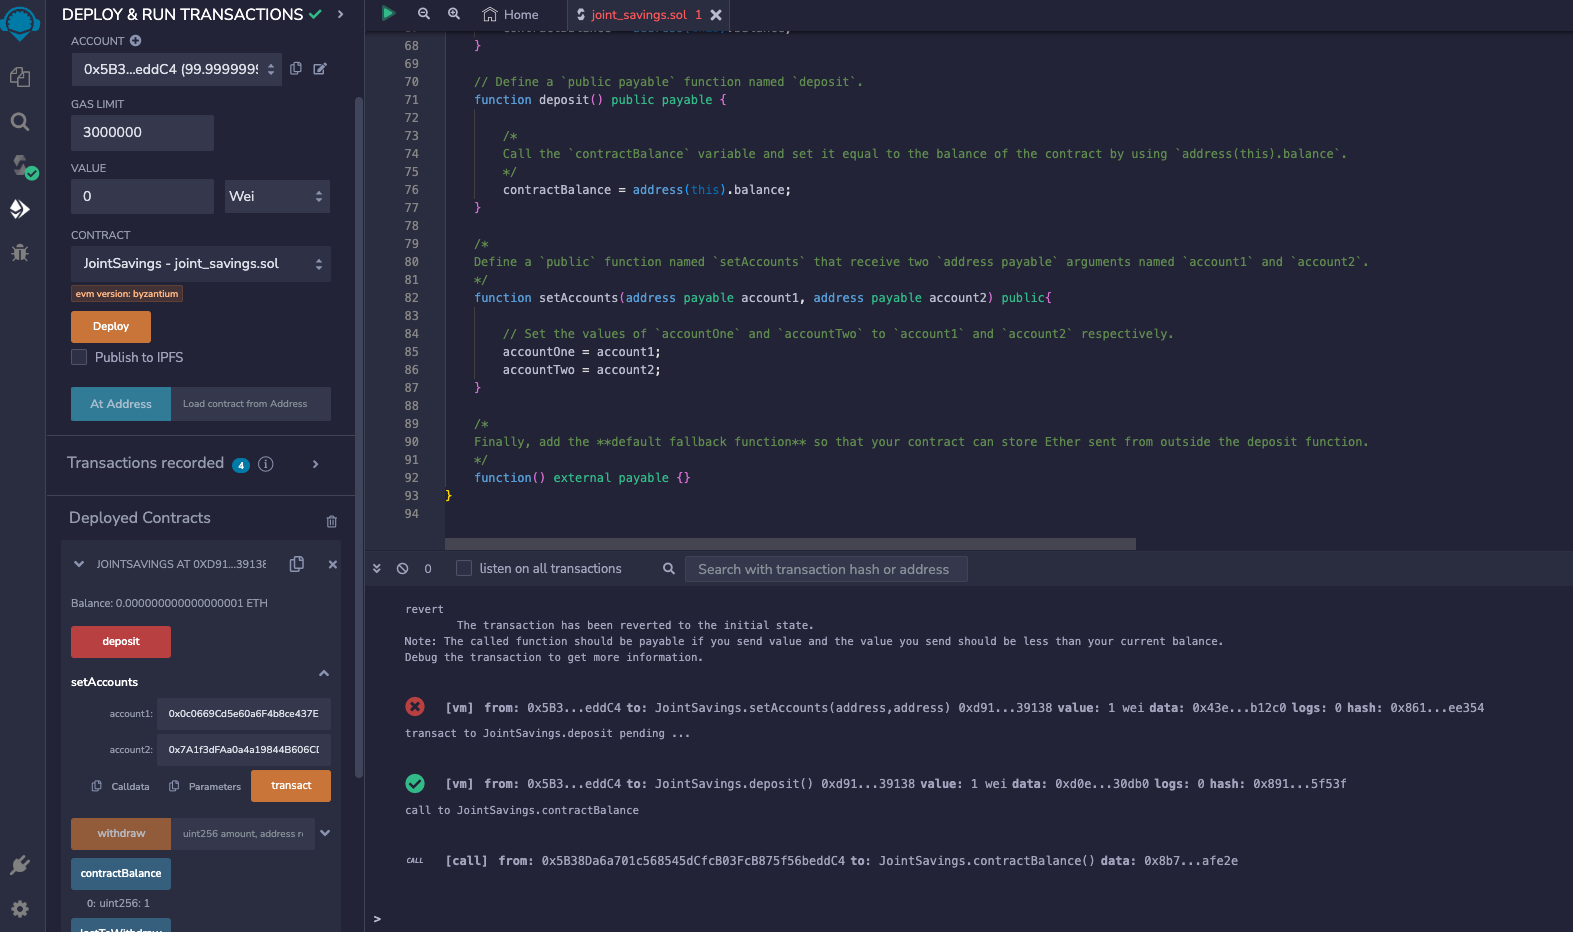 DEPLOY & RUN TRANSACTIONS
ACCOUNT
0x5B3...eddC4 (99.9999999
GAS LIMIT
3000000
VALUE
0
Wei
CONTRACT
JointSavings - joint_savings.sol
evm version: byzantium
Deploy
Publish to IPFS
At Address
Load contract from Address
Transactions recorded 4 i
Deployed Contracts
JOINTSAVINGS AT 0XD91...39138
Balance: 0.000000000000000001 ETH
deposit
setAccounts
account1: 0x0c0669Cd5e60a6F4b8ce437E
account2: 0x7A1f3dFAa0a4a19844B606CD
Calldata
Parameters
transact
withdraw
uint256 amount, address re
contractBalance
0: uint256: 1
Home
joint_savings.sol 1
68 }
69
70 // Define a `public payable` function named `deposit`.
71 function deposit() public payable {
72
73 /*
74 Call the `contractBalance` variable and set it equal to the balance of the contract by using `address(this).balance`.
75 */
76 contractBalance = address(this).balance;
77 }
78
79 /*
80 Define a `public` function named `setAccounts` that receive two `address payable` arguments named `account1` and `account2`.
81 */
82 function setAccounts(address payable account1, address payable account2) public{
83
84 // Set the values of `accountOne` and `accountTwo` to `account1` and `account2` respectively.
85 accountOne = account1;
86 accountTwo = account2;
87 }
88
89 /*
90 Finally, add the **default fallback function** so that your contract can store Ether sent from outside the deposit function.
91 */
92 function() external payable {}
93 }
94
0
listen on all transactions
Search with transaction hash or address
revert
The transaction has been reverted to the initial state.
Note: The called function should be payable if you send value and the value you send should be less than your current balance.
Debug the transaction to get more information.
[vm] from: 0x5B3...eddC4 to: JointSavings.setAccounts(address,address) 0xd91...39138 value: 1 wei data: 0x43e...b12c0 logs: 0 hash: 0x861...ee354
transact to JointSavings.deposit pending ...
[vm] from: 0x5B3...eddC4 to: JointSavings.deposit() 0xd91...39138 value: 1 wei data: 0xd0e...30db0 logs: 0 hash: 0x891...5f53f
call to JointSavings.contractBalance
CALL [call] from: 0x5B38Da6a701c568545dCfcB03FcB875f56beddC4 to: JointSavings.contractBalance() data: 0x8b7...afe2e
>